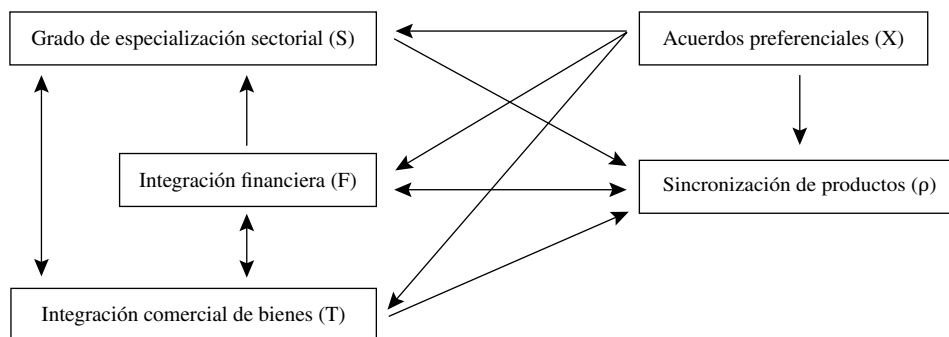 Grado de especialización sectorial (S)
Acuerdos preferenciales (X)
Integración financiera (F)
Sincronización de productos (ρ)
Integración comercial de bienes (T)